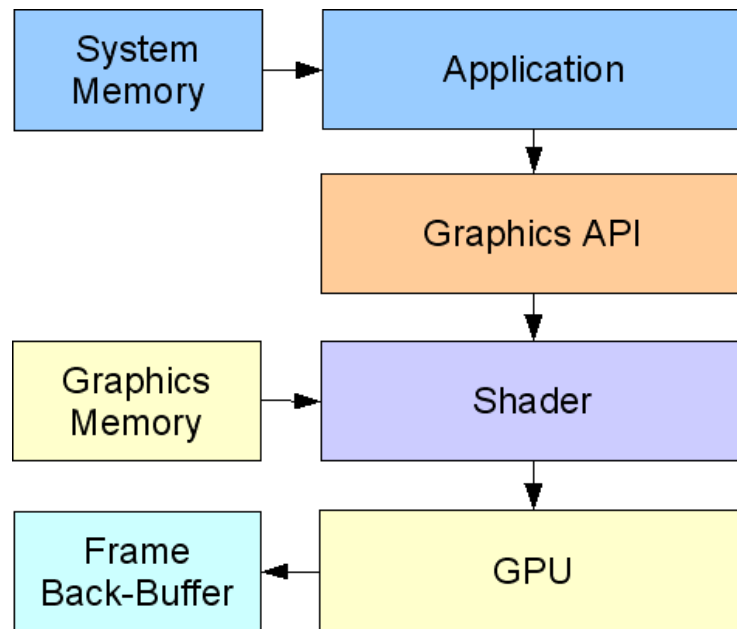 System
Memory
Application
Graphics API
Graphics
Memory
Shader
Frame
Back-Buffer
GPU